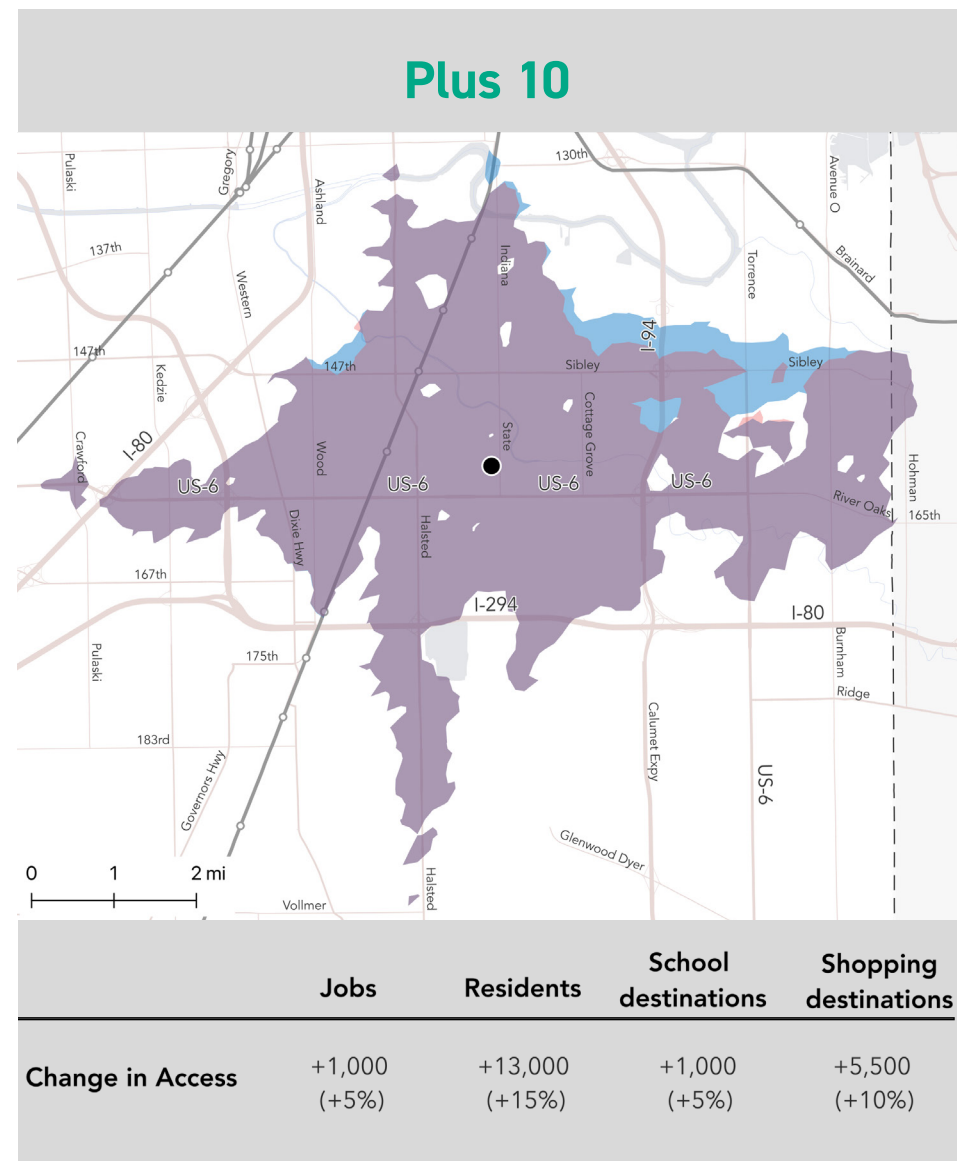 Plus 10
130th
Pulaski
Gregory
Ashland
Avenue O
137th
Indiana
Torrence
Brainard
Western
I-94
147th
147th
Sibley
Sibley
Kedzie
Cottage Grove
Crawford
I-80
Wood
State
Hohman
US-6
US-6
US-6
US-6
River Oaks
165th
Dixie Hwy
Halsted
167th
I-294
I-80
Pulaski
175th
Burnham
Ridge
183rd
Governors Hwy
Calumet Expy
US-6
Glenwood Dyer
Halsted
Vollmer
0 1 2 mi
Jobs Residents School destinations Shopping destinations
Change in Access
+1,000 +13,000 +1,000 +5,500
(+5%) (+15%) (+5%) (+10%)